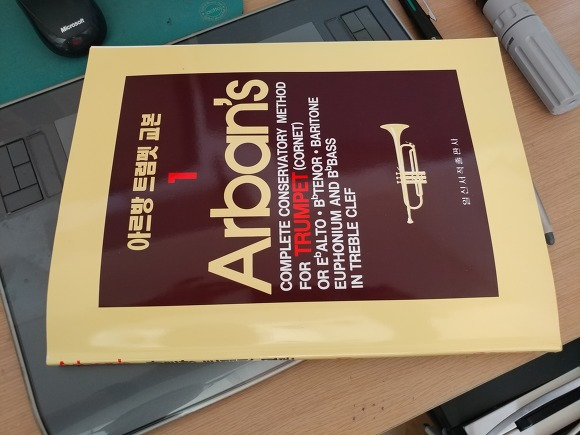 아르방 트럼펫 교본
1
Arban's
COMPLETE CONSERVATORY METHOD
FOR TRUMPET (CORNET)
OR E♭ALTO • B♭TENOR • BARITONE
EUPHONIUM AND B♭BASS
IN TREBLE CLEF
일신서적출판사
Microsoft